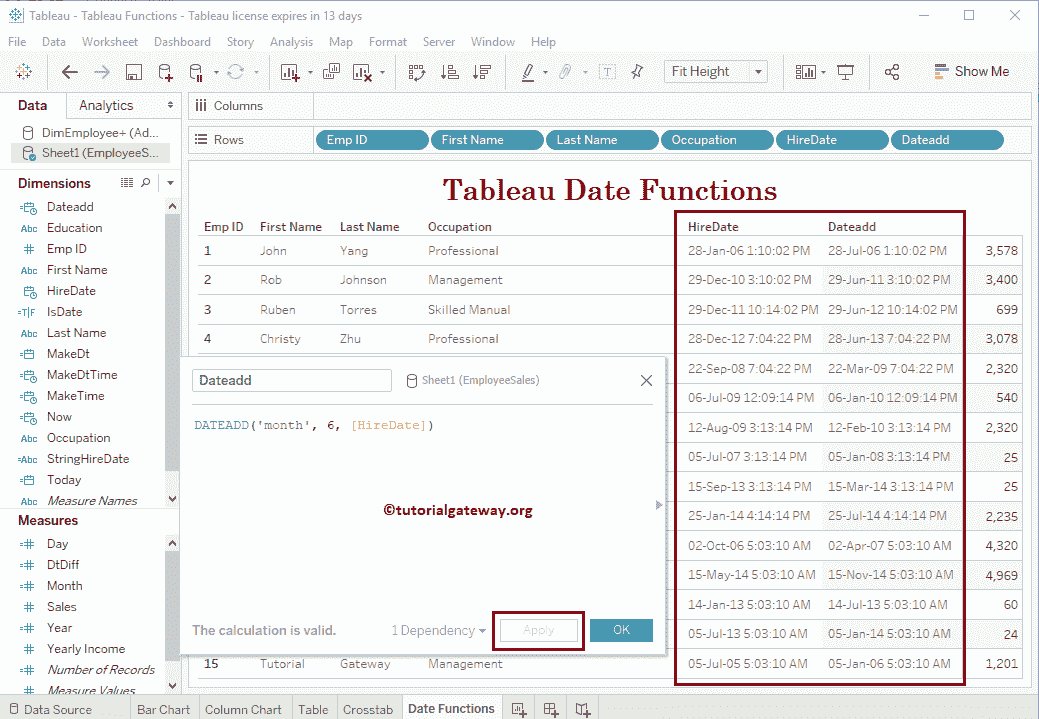 Tableau - Tableau Functions - Tableau license expires in 13 days
File Data Worksheet Dashboard Story Analysis Map Format Server Window Help
Fit Height Show Me
Data Analytics Columns
DimEmployee+ (Ad...
Sheet1 (EmployeeS...
Rows Emp ID First Name Last Name Occupation HireDate Dateadd
Dimensions
Dateadd
Abc Education
Emp ID
Abc First Name
HireDate
T|F IsDate
Abc Last Name
MakeDt
MakeDtTime
MakeTime
Now
Abc Occupation
Abc StringHireDate
Today
Abc Measure Names
Measures
Day
DtDiff
Month
Sales
Year
Yearly Income
Number of Records
Measure Values
Tableau Date Functions
Emp ID First Name Last Name Occupation HireDate Dateadd
1 John Yang Professional 28-Jan-06 1:10:02 PM 28-Jul-06 1:10:02 PM 3,578
2 Rob Johnson Management 29-Dec-10 3:10:02 PM 29-Jun-11 3:10:02 PM 3,400
3 Ruben Torres Skilled Manual 29-Dec-11 10:14:02 PM 29-Jun-12 10:14:02 PM 699
4 Christy Zhu Professional 28-Dec-12 7:04:22 PM 28-Jun-13 7:04:22 PM 3,078
22-Sep-08 7:04:22 PM 22-Mar-09 7:04:22 PM 2,320
06-Jul-09 12:09:14 PM 06-Jan-10 12:09:14 PM 540
12-Aug-09 3:13:14 PM 12-Feb-10 3:13:14 PM 2,320
05-Jul-07 3:13:14 PM 05-Jan-08 3:13:14 PM 25
15-Sep-13 3:13:14 PM 15-Mar-14 3:13:14 PM 25
25-Jan-14 4:14:14 PM 25-Jul-14 4:14:14 PM 2,235
02-Oct-06 5:03:10 AM 02-Apr-07 5:03:10 AM 4,320
15-May-14 5:03:10 AM 15-Nov-14 5:03:10 AM 4,969
14-Jan-13 5:03:10 AM 14-Jul-13 5:03:10 AM 60
05-Jul-13 5:03:10 AM 05-Jan-14 5:03:10 AM 24
15 Tutorial Gateway Management 05-Jul-05 5:03:10 AM 05-Jan-06 5:03:10 AM 1,201
Dateadd Sheet1 (EmployeeSales)
DATEADD('month', 6, [HireDate])
©tutorialgateway.org
The calculation is valid. 1 Dependency Apply OK
Data Source Bar Chart Column Chart Table Crosstab Date Functions